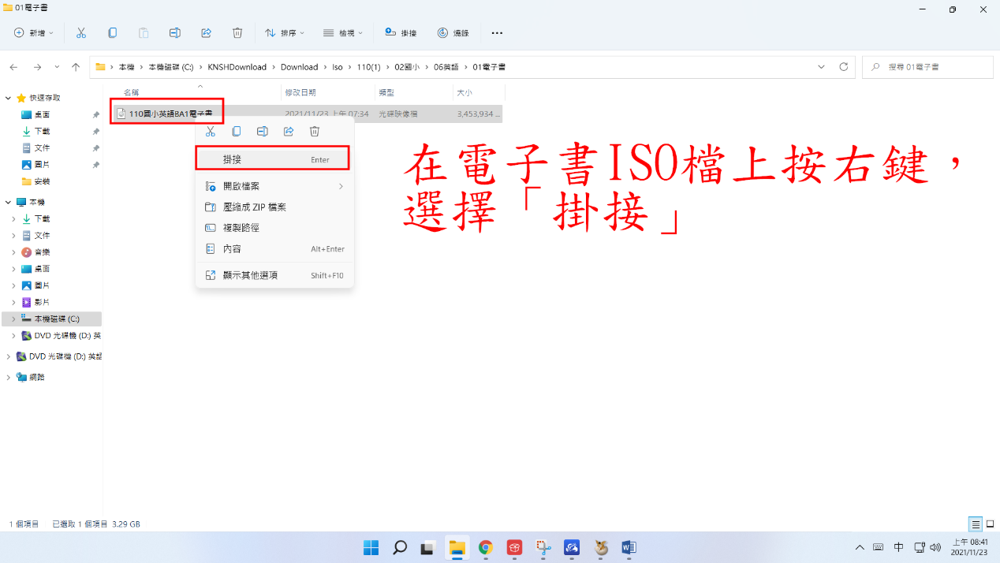 01電子書
新增
排序
檢視
掛接
燒錄
本機 > 本機磁碟 (C:) > KNSHDownload > Download > Iso > 110(1) > 02國小 > 06英語 > 01電子書
搜尋 01電子書
名稱 修改日期 類型 大小
快速存取
桌面
下載
文件
圖片
安裝
本機
下載
文件
音樂
桌面
圖片
影片
本機磁碟 (C:)
DVD 光碟機 (D:) 英
DVD 光碟機 (D:) 英語
網路
110國小英語BA1電子書 2021/11/23 上午 07:34 光碟映像檔 3,453,934 ...
掛接 Enter
開啟檔案
壓縮成 ZIP 檔案
複製路徑
內容 Alt+Enter
顯示其他選項 Shift+F10
在電子書ISO檔上按右鍵，
選擇「掛接」
1 個項目 已選取 1 個項目 3.29 GB
中
上午 08:41
2021/11/23